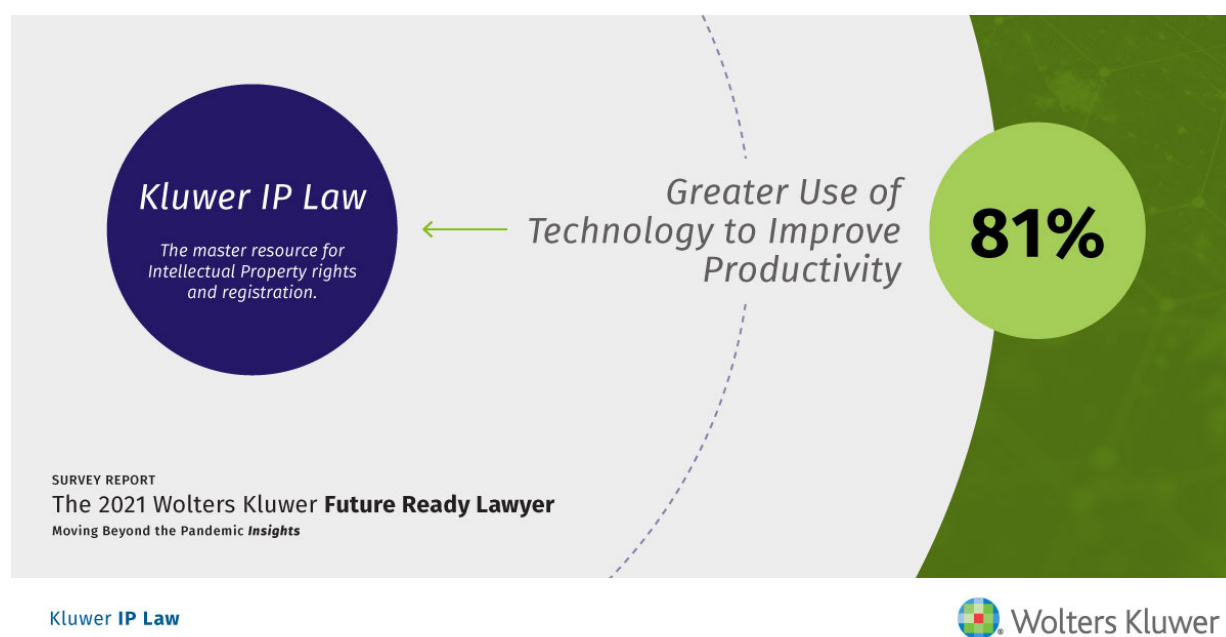 Kluwer IP Law
The master resource for
Intellectual Property rights
and registration.
Greater Use of
Technology to Improve
Productivity
81%
SURVEY REPORT
The 2021 Wolters Kluwer Future Ready Lawyer
Moving Beyond the Pandemic Insights
Kluwer IP Law
Wolters Kluwer